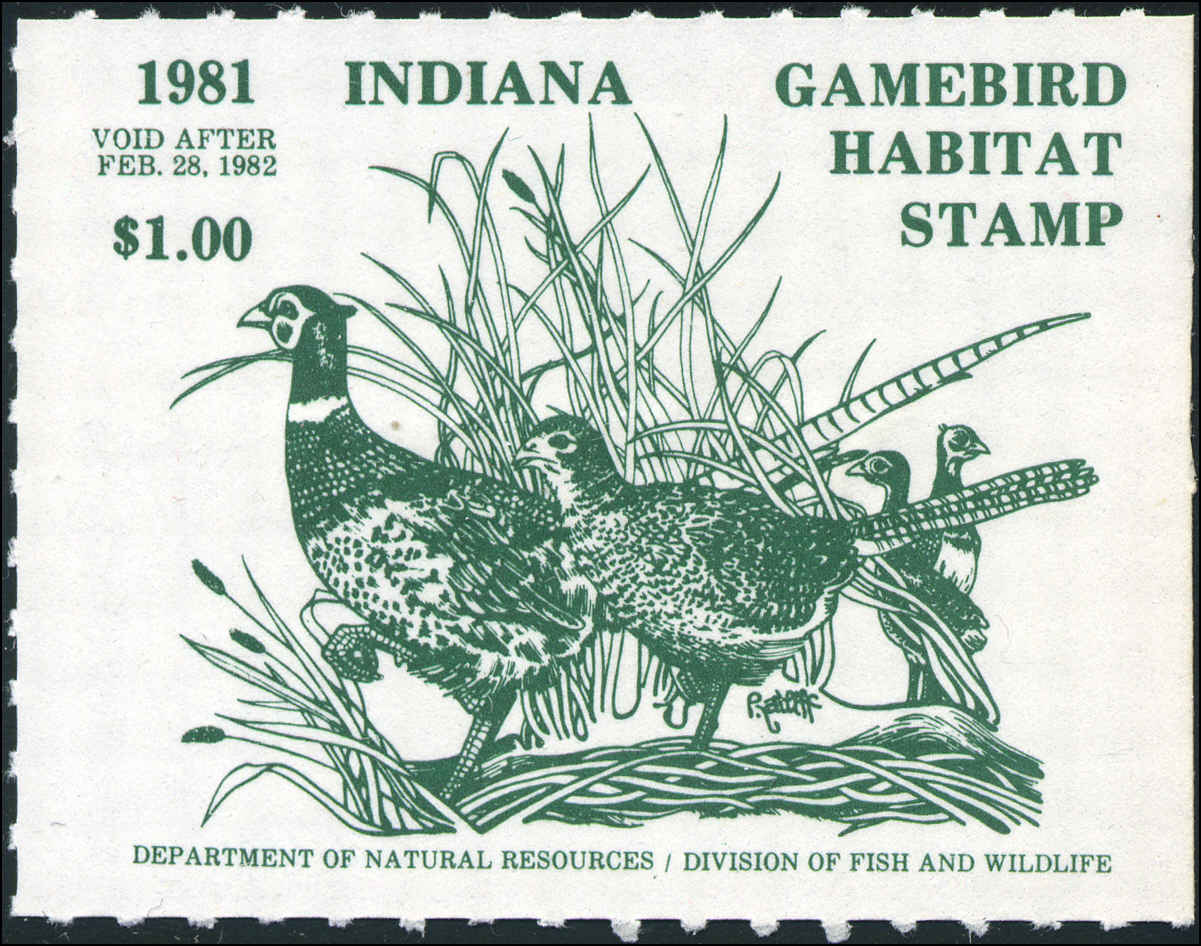 1981
VOID AFTER
FEB. 28, 1982
$1.00
INDIANA
GAMEBIRD
HABITAT
STAMP
DEPARTMENT OF NATURAL RESOURCES / DIVISION OF FISH AND WILDLIFE